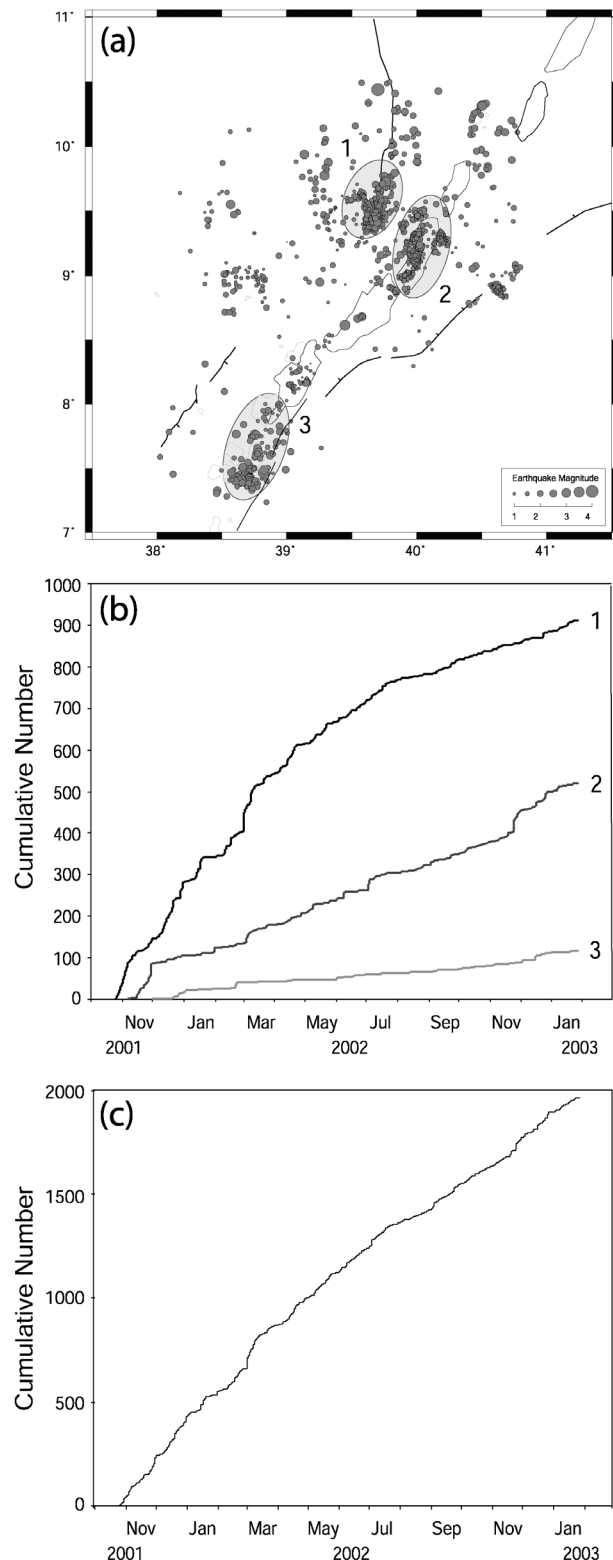 (a)
11°
10°
9°
8°
7°
1
2
3
Earthquake Magnitude
1 2 3 4
38° 39° 40° 41°
(b)
Cumulative Number
1000
900
800
700
600
500
400
300
200
100
0
1
2
3
Nov Jan Mar May Jul Sep Nov Jan
2001 2002 2003
(c)
Cumulative Number
2000
1500
1000
500
0
Nov Jan Mar May Jul Sep Nov Jan
2001 2002 2003